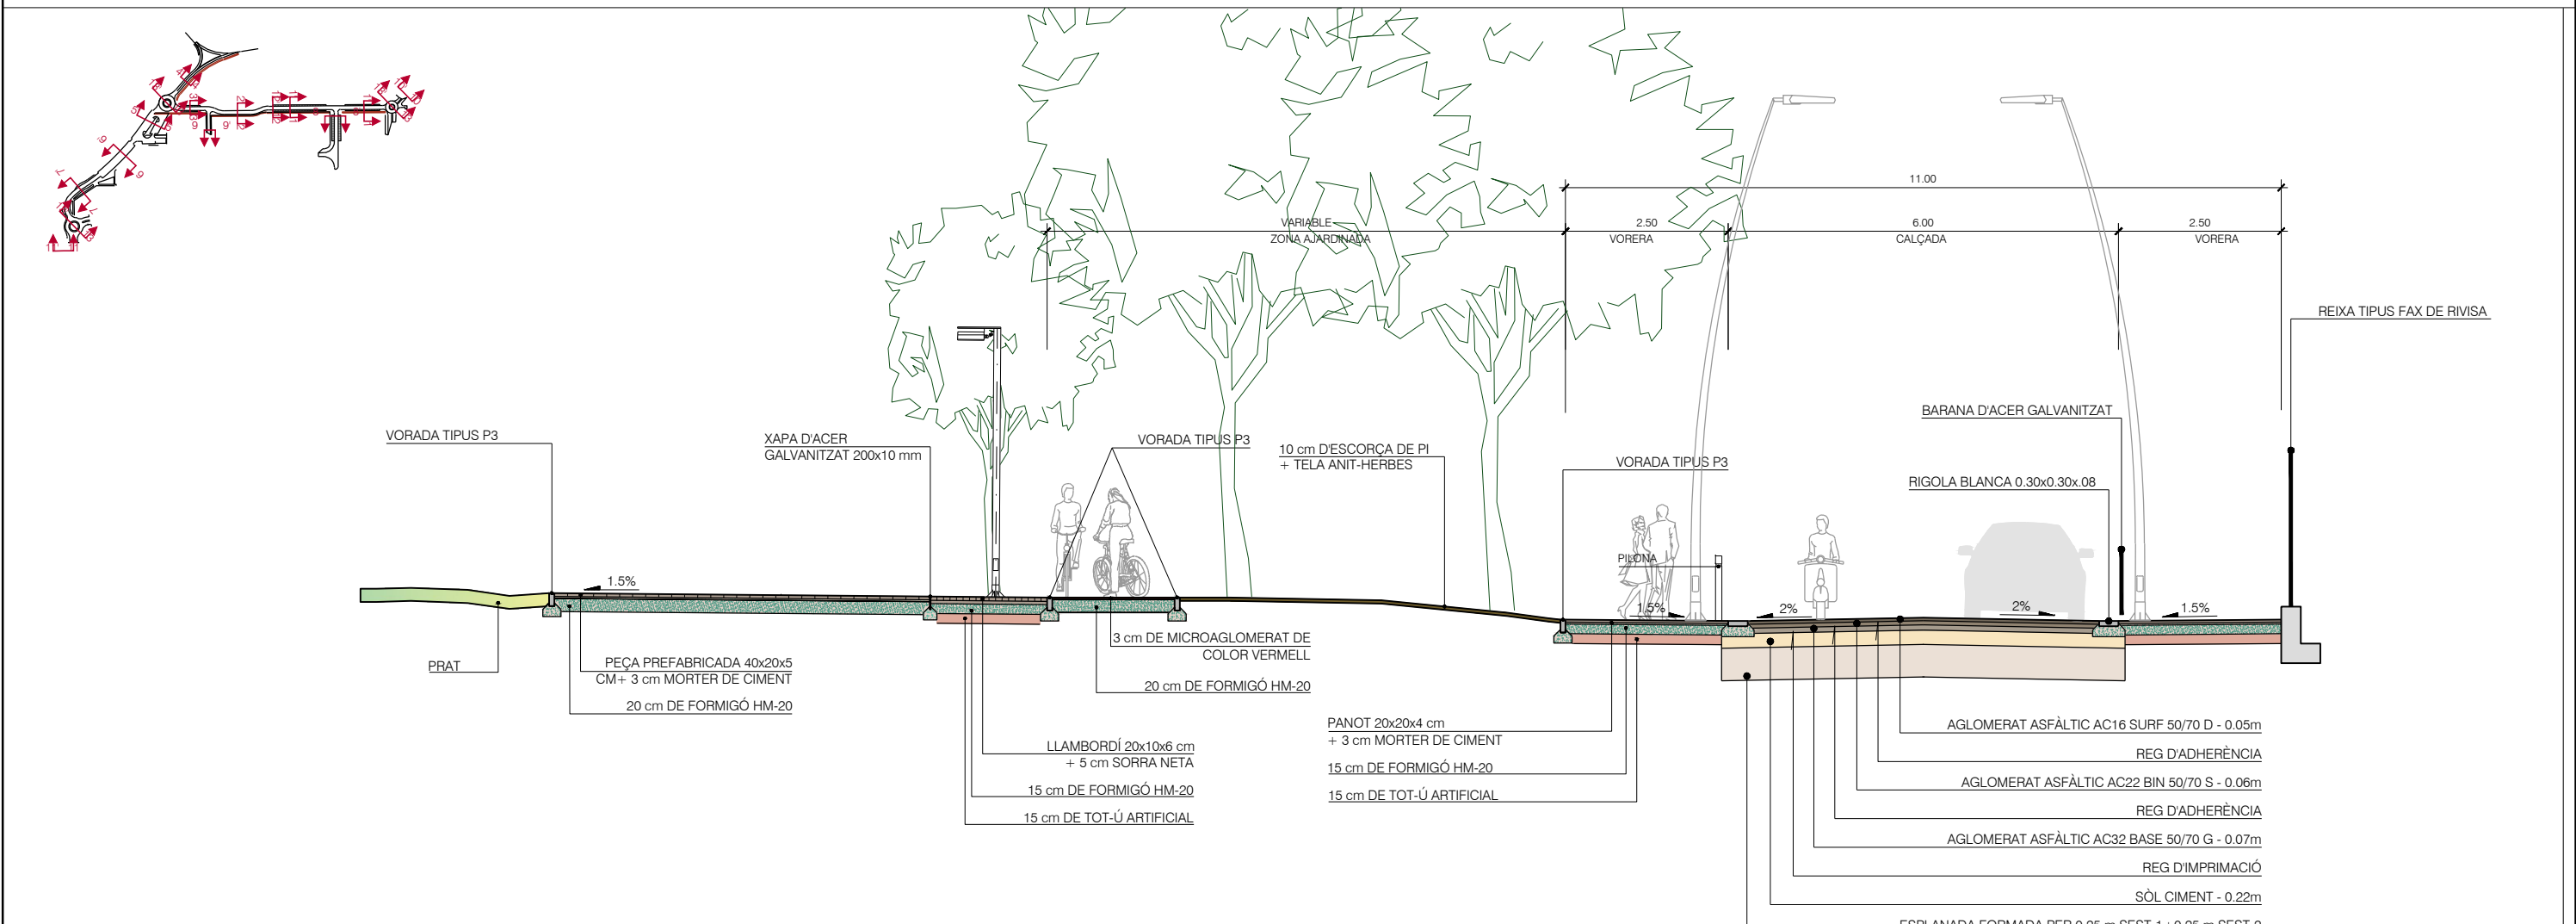 11.00
VARIABLE
2.50
6.00
2.50
ZONA AJARDINADA
VORERA
CALÇADA
VORERA
REIXA TIPUS FAX DE RIVISA
BARANA D'ACER GALVANITZAT
VORADA TIPUS P3
XAPA D'ACER
GALVANITZAT 200x10 mm
VORADA TIPUS P3
10 cm D'ESCORÇA DE PI
+ TELA ANIT-HERBES
VORADA TIPUS P3
RIGOLA BLANCA 0.30x0.30x.08
PILONA
1.5%
1.5%
2%
2%
1.5%
PRAT
PEÇA PREFABRICADA 40x20x5
CM+ 3 cm MORTER DE CIMENT
20 cm DE FORMIGÓ HM-20
3 cm DE MICROAGLOMERAT DE
COLOR VERMELL
20 cm DE FORMIGÓ HM-20
LLAMBORDÍ 20x10x6 cm
+ 5 cm SORRA NETA
15 cm DE FORMIGÓ HM-20
15 cm DE TOT-Ú ARTIFICIAL
PANOT 20x20x4 cm
+ 3 cm MORTER DE CIMENT
15 cm DE FORMIGÓ HM-20
15 cm DE TOT-Ú ARTIFICIAL
AGLOMERAT ASFÀLTIC AC16 SURF 50/70 D - 0.05m
REG D'ADHERÈNCIA
AGLOMERAT ASFÀLTIC AC22 BIN 50/70 S - 0.06m
REG D'ADHERÈNCIA
AGLOMERAT ASFÀLTIC AC32 BASE 50/70 G - 0.07m
REG D'IMPRIMACIÓ
SÒL CIMENT - 0.22m